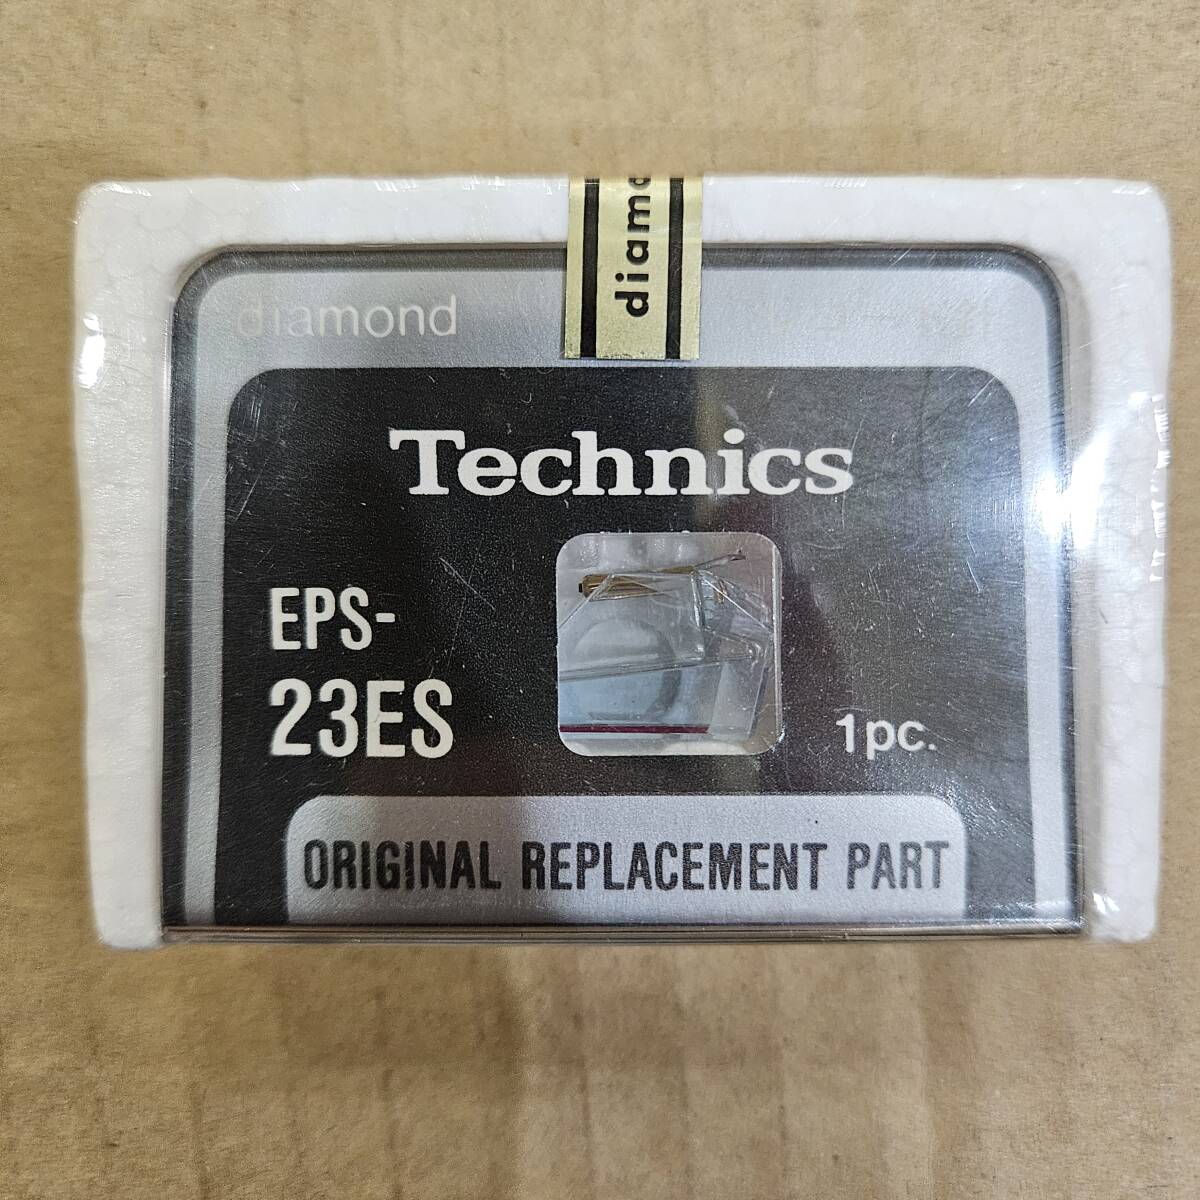 diamo
diamond
Technics
EPS-
23ES
1pc.
ORIGINAL REPLACEMENT PART